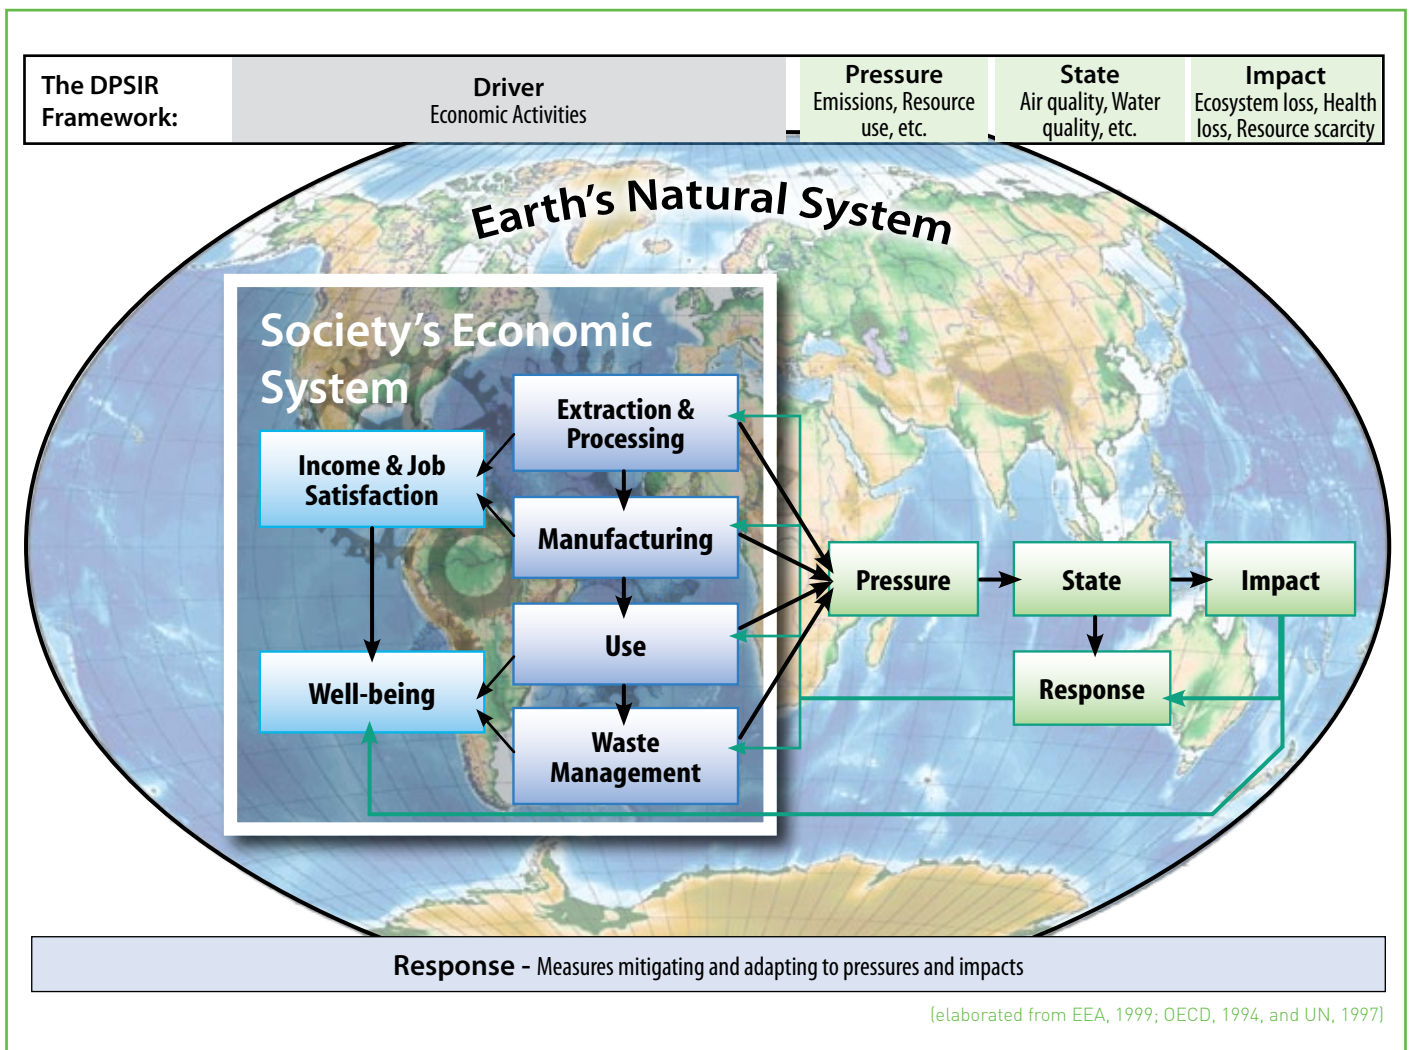 The DPSIR
Framework:
Driver
Economic Activities
Pressure
Emissions, Resource
use, etc.
State
Air quality, Water
quality, etc.
Impact
Ecosystem loss, Health
loss, Resource scarcity
Earth's Natural System
Society's Economic
System
Extraction &
Processing
Income & Job
Satisfaction
Manufacturing
Pressure
State
Impact
Use
Well-being
Response
Waste
Management
Response - Measures mitigating and adapting to pressures and impacts
(elaborated from EEA, 1999; OECD, 1994, and UN, 1997)